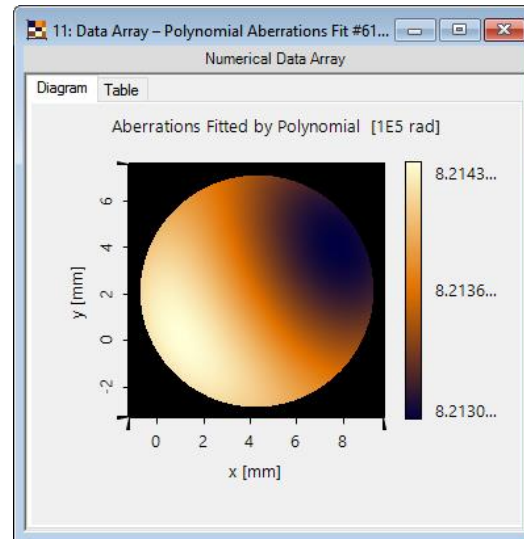 11: Data Array – Polynomial Aberrations Fit #61...
Numerical Data Array
Diagram Table
Aberrations Fitted by Polynomial [1E5 rad]
8.2143...
8.2136...
8.2130...
y [mm]
6
4
2
0
-2
0 2 4 6 8
x [mm]